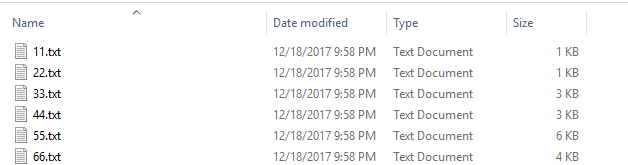 Name Date modified Type Size
11.txt 12/18/2017 9:58 PM Text Document 1 KB
22.txt 12/18/2017 9:58 PM Text Document 1 KB
33.txt 12/18/2017 9:58 PM Text Document 3 KB
44.txt 12/18/2017 9:58 PM Text Document 3 KB
55.txt 12/18/2017 9:58 PM Text Document 6 KB
66.txt 12/18/2017 9:58 PM Text Document 4 KB